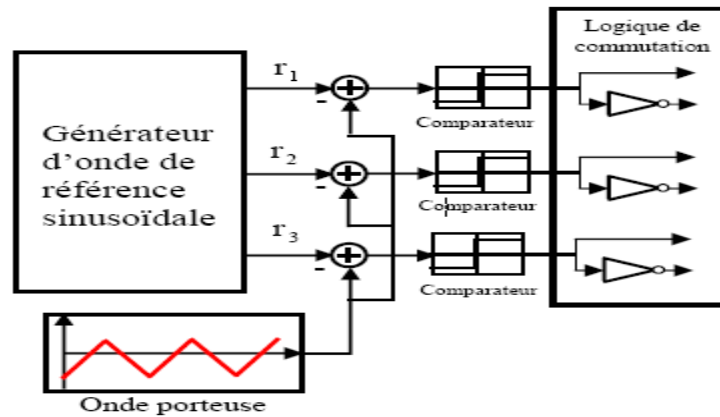 Logique de
commutation
r1
-
Comparateur
Générateur
d'onde de
référence
sinusoïdale
r2
-
Comparateur
r3
-
Comparateur
Onde porteuse